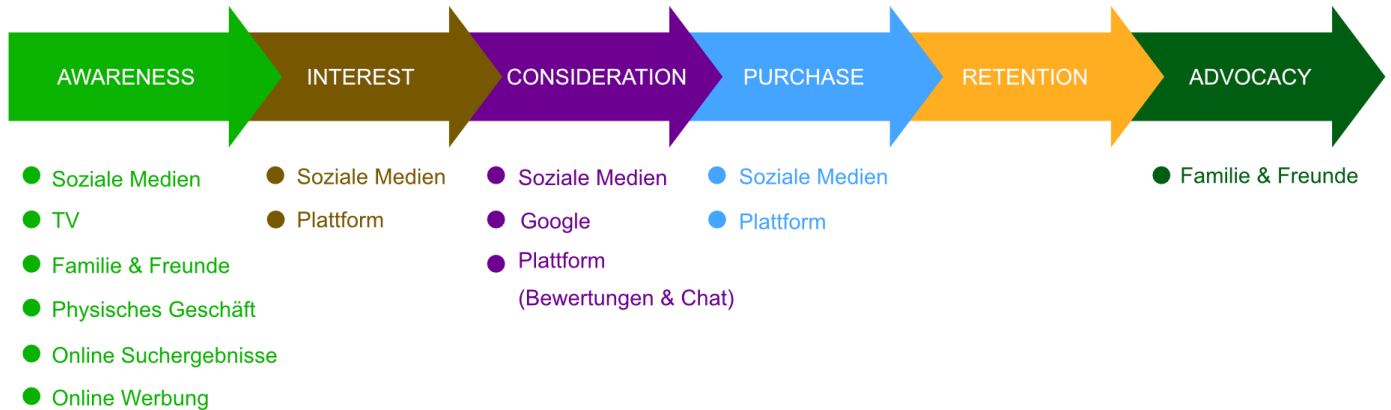 AWARENESS
INTEREST
CONSIDERATION
PURCHASE
RETENTION
ADVOCACY
Soziale Medien
TV
Familie & Freunde
Physisches Geschäft
Online Suchergebnisse
Online Werbung
Soziale Medien
Plattform
Soziale Medien
Google
Plattform
(Bewertungen & Chat)
Soziale Medien
Plattform
Familie & Freunde